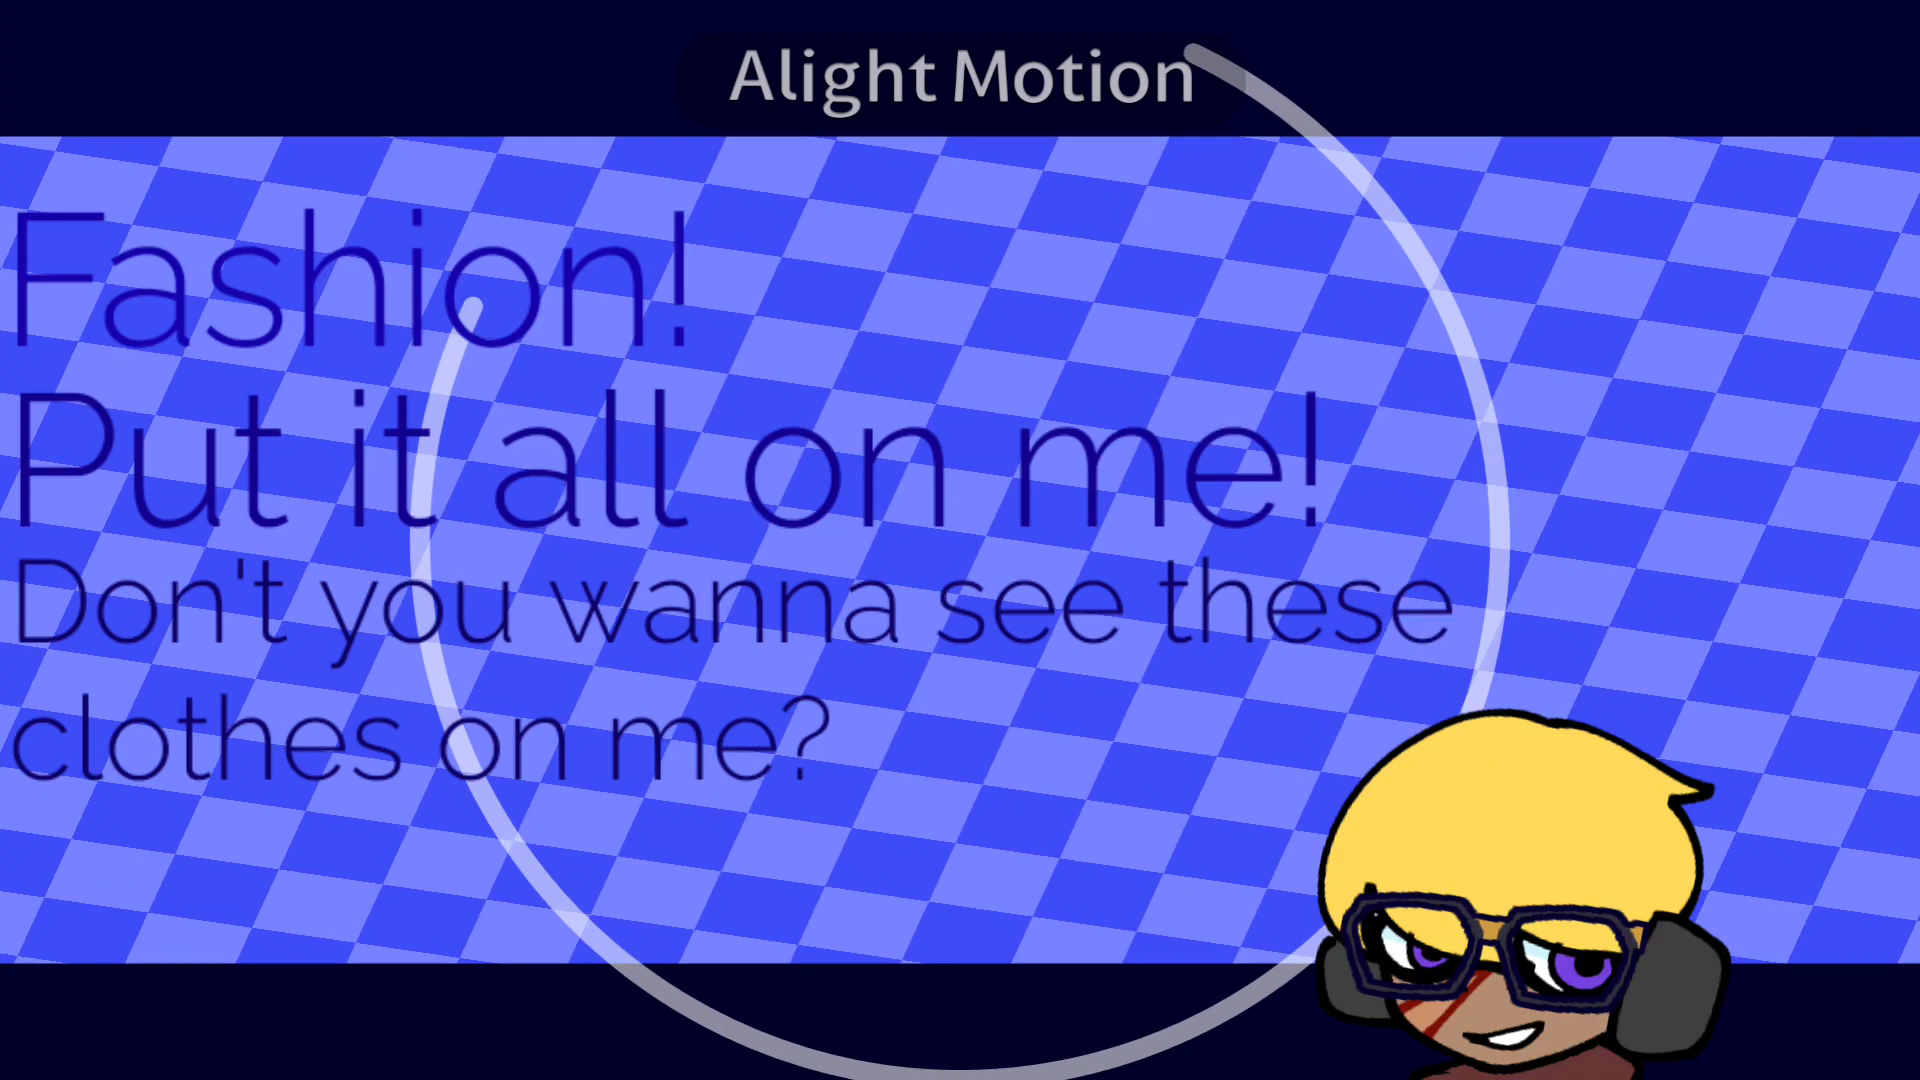 Alight Motion
Fashion!
Put it all on me!
Don't you wanna see these
clothes on me?